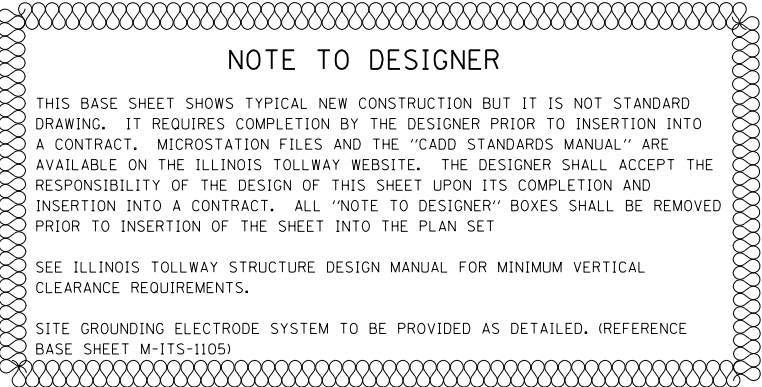 NOTE TO DESIGNER
THIS BASE SHEET SHOWS TYPICAL NEW CONSTRUCTION BUT IT IS NOT STANDARD
DRAWING.  IT REQUIRES COMPLETION BY THE DESIGNER PRIOR TO INSERTION INTO
A CONTRACT.  MICROSTATION FILES AND THE "CADD STANDARDS MANUAL" ARE
AVAILABLE ON THE ILLINOIS TOLLWAY WEBSITE.  THE DESIGNER SHALL ACCEPT THE
RESPONSIBILITY OF THE DESIGN OF THIS SHEET UPON ITS COMPLETION AND
INSERTION INTO A CONTRACT.  ALL "NOTE TO DESIGNER" BOXES SHALL BE REMOVED
PRIOR TO INSERTION OF THE SHEET INTO THE PLAN SET
SEE ILLINOIS TOLLWAY STRUCTURE DESIGN MANUAL FOR MINIMUM VERTICAL
CLEARANCE REQUIREMENTS.
SITE GROUNDING ELECTRODE SYSTEM TO BE PROVIDED AS DETAILED. (REFERENCE
BASE SHEET M-ITS-1105)